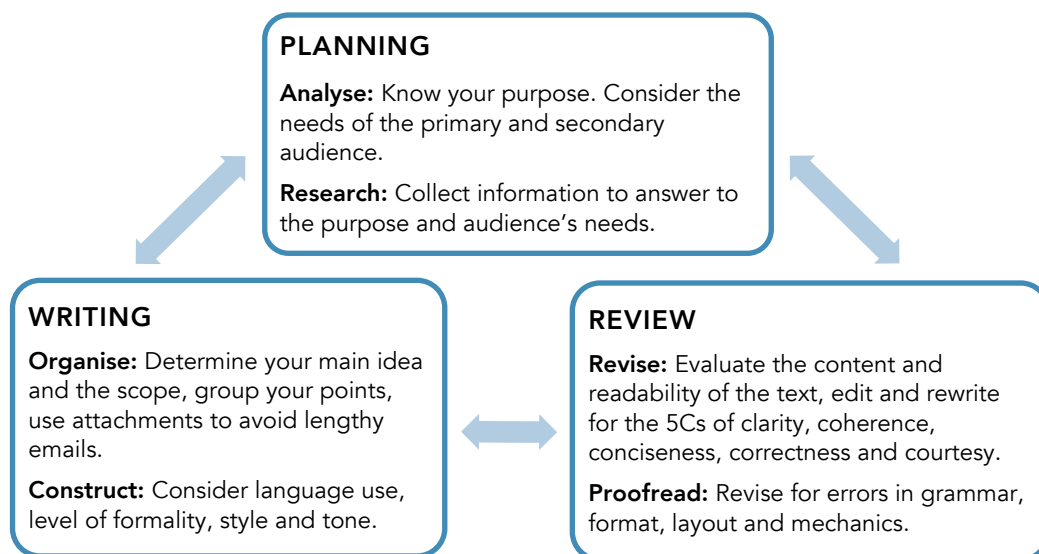 PLANNING
Analyse: Know your purpose. Consider the
needs of the primary and secondary
audience.
Research: Collect information to answer to
the purpose and audience’s needs.
WRITING
Organise: Determine your main idea
and the scope, group your points,
use attachments to avoid lengthy
emails.
Construct: Consider language use,
level of formality, style and tone.
REVIEW
Revise: Evaluate the content and
readability of the text, edit and rewrite
for the 5Cs of clarity, coherence,
conciseness, correctness and courtesy.
Proofread: Revise for errors in grammar,
format, layout and mechanics.